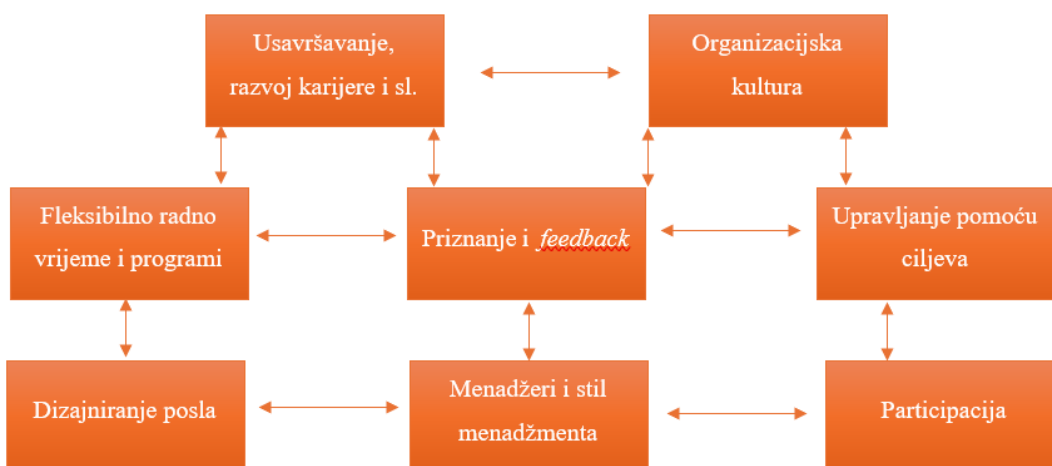 Usavršavanje,
razvoj karijere i sl.
Organizacijska
kultura
Fleksibilno radno
vrijeme i programi
Priznanje i feedback
Upravljanje pomoću
ciljeva
Dizajniranje posla
Menadžeri i stil
menadžmenta
Participacija